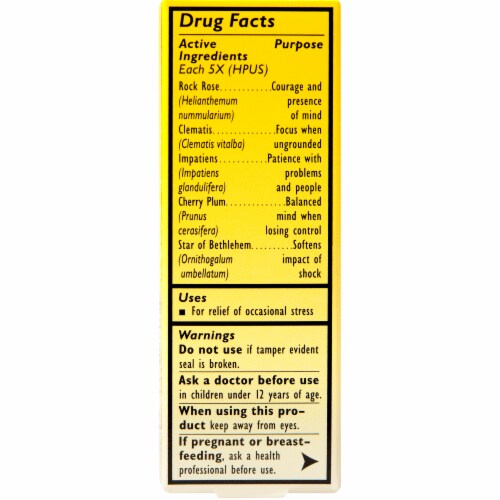 Drug Facts
Active Purpose
Ingredients
Each 5X (HPUS)
Rock Rose............Courage and
(Helianthemum presence
nummularium) of mind
Clematis..............Focus when
(Clematis vitalba) ungrounded
Impatiens...........Patience with
(Impatiens problems
glandulifera) and people
Cherry Plum..............Balanced
(Prunus mind when
cerasifera) losing control
Star of Bethlehem..........Softens
(Ornithogalum impact of
umbellatum) shock
Uses
■ For relief of occasional stress
Warnings
Do not use if tamper evident
seal is broken.
Ask a doctor before use
in children under 12 years of age.
When using this pro-
duct keep away from eyes.
If pregnant or breast-
feeding, ask a health
professional before use.